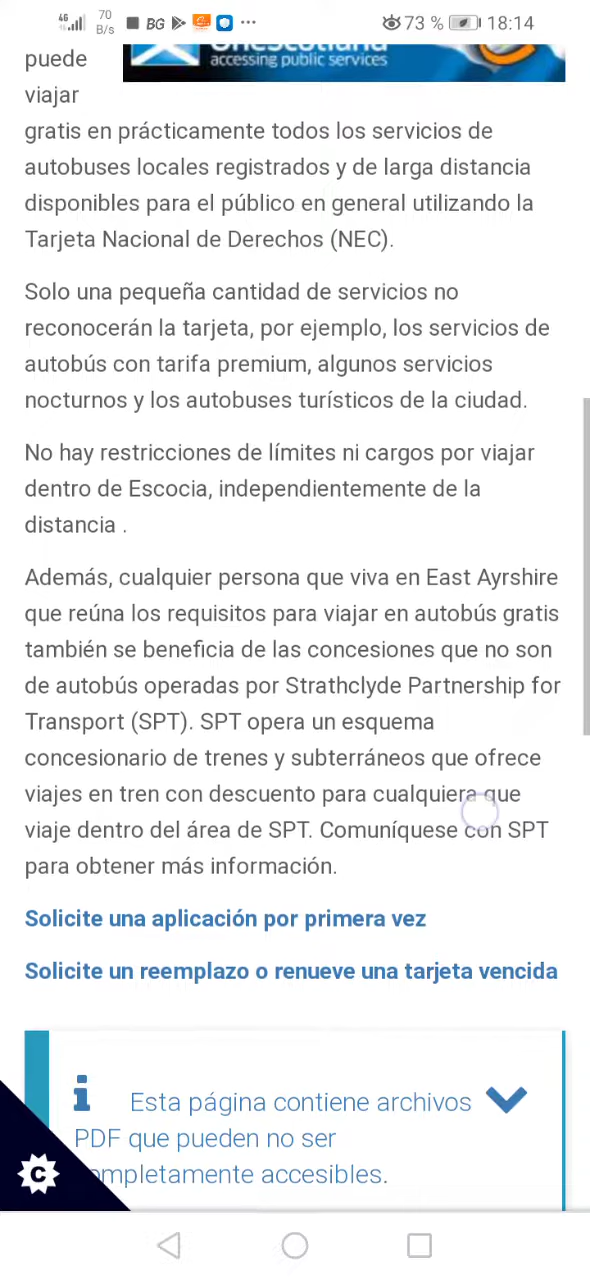 4G 70 B/s BG ... 73 % 18:14
puede
accessing public services
viajar
gratis en prácticamente todos los servicios de
autobuses locales registrados y de larga distancia
disponibles para el público en general utilizando la
Tarjeta Nacional de Derechos (NEC).
Solo una pequeña cantidad de servicios no
reconocerán la tarjeta, por ejemplo, los servicios de
autobús con tarifa premium, algunos servicios
nocturnos y los autobuses turísticos de la ciudad.
No hay restricciones de límites ni cargos por viajar
dentro de Escocia, independientemente de la
distancia .
Además, cualquier persona que viva en East Ayrshire
que reúna los requisitos para viajar en autobús gratis
también se beneficia de las concesiones que no son
de autobús operadas por Strathclyde Partnership for
Transport (SPT). SPT opera un esquema
concesionario de trenes y subterráneos que ofrece
viajes en tren con descuento para cualquiera que
viaje dentro del área de SPT. Comuníquese con SPT
para obtener más información.
Solicite una aplicación por primera vez
Solicite un reemplazo o renueve una tarjeta vencida
i Esta página contiene archivos
PDF que pueden no ser
ompletamente accesibles.
C